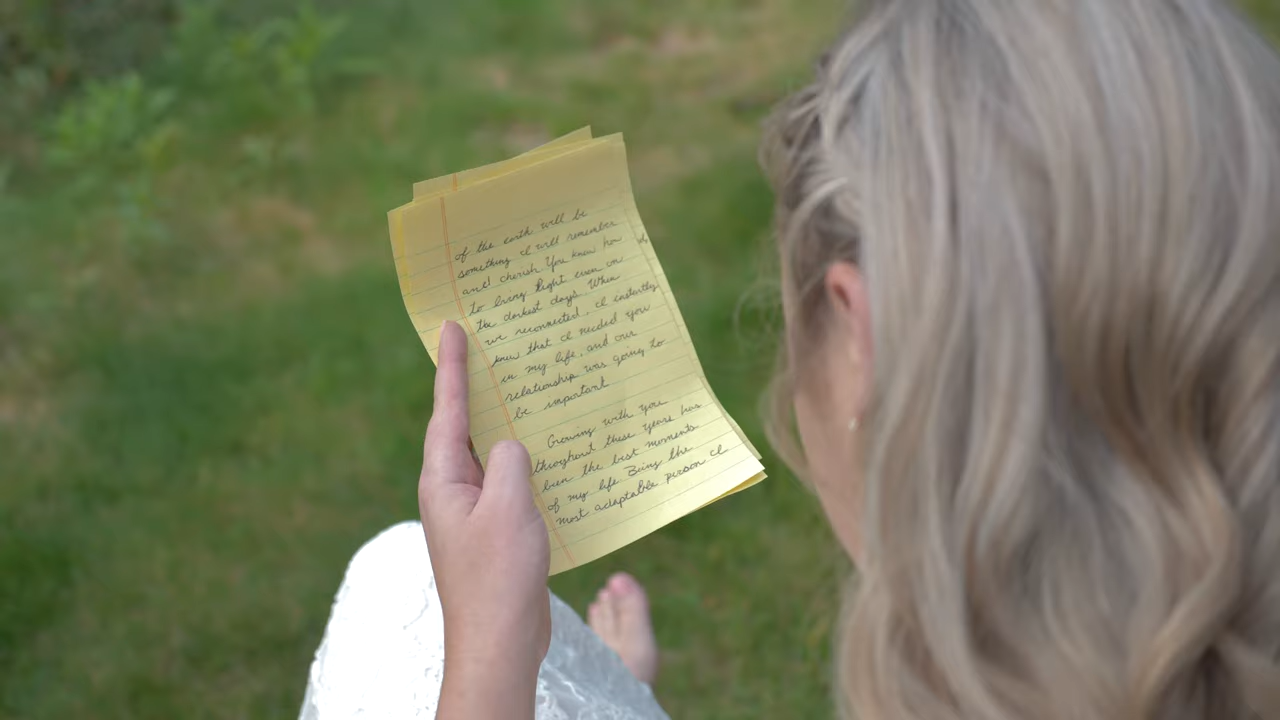 of the earth will be
something I will remember
and cherish You know how
to bring light even on
the darkest days. When
we reconnected, I instantly
knew that I needed you
in my life, and our
relationship was going to
be important
Growing with you
throughout these years has
been the best moments
of my life Being the
most adaptable person I